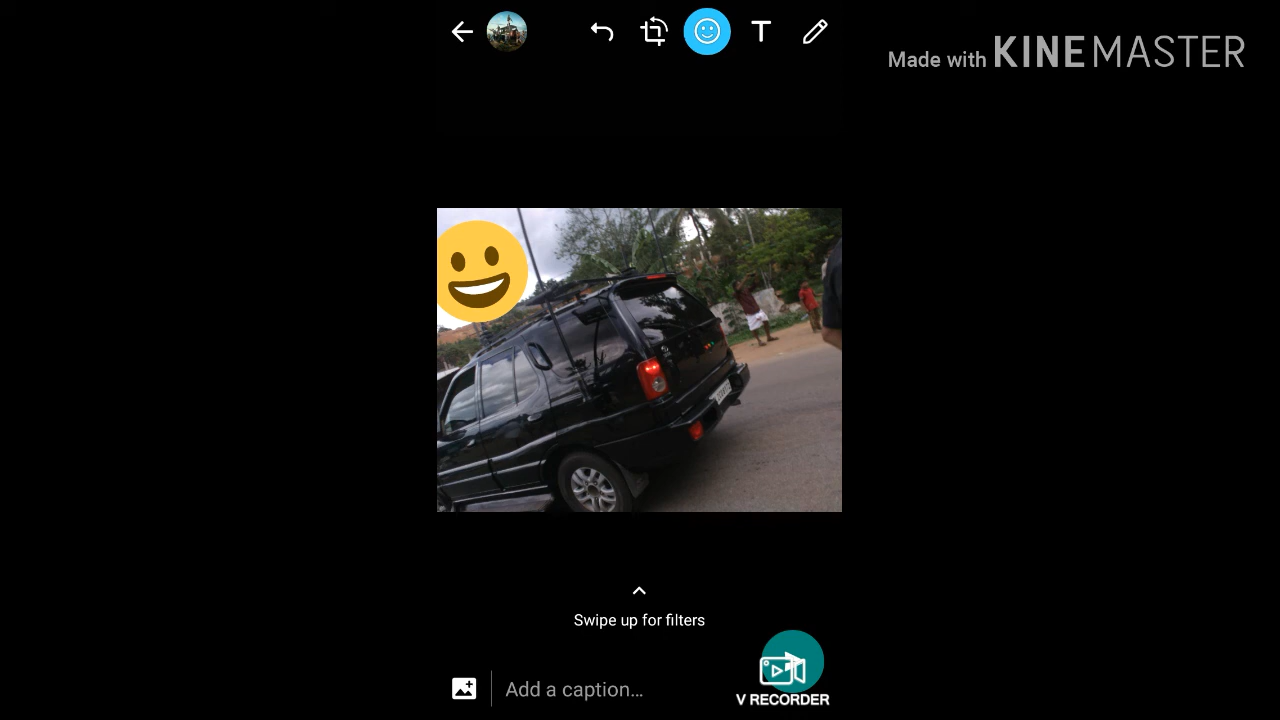 Made with KINEMASTER
T
Swipe up for filters
Add a caption...
V RECORDER